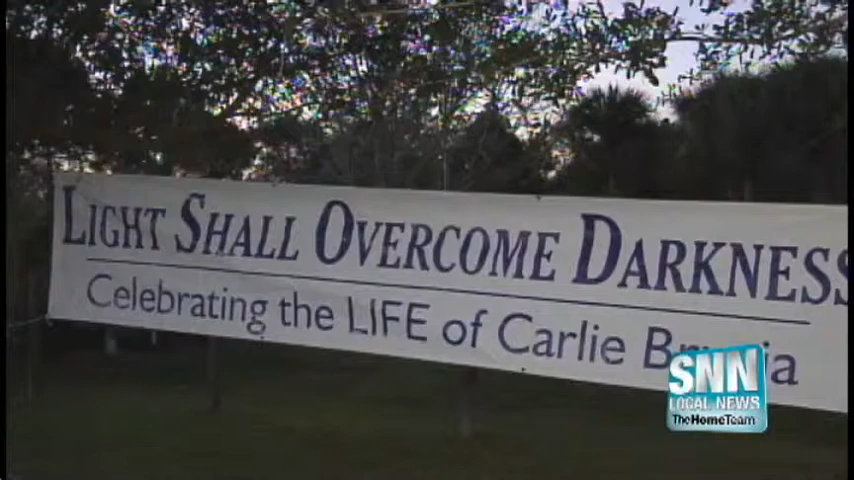 LIGHT SHALL OVERCOME DARKNESS
Celebrating the LIFE of Carlie
SNN
LOCAL NEWS
TheHomeTeam